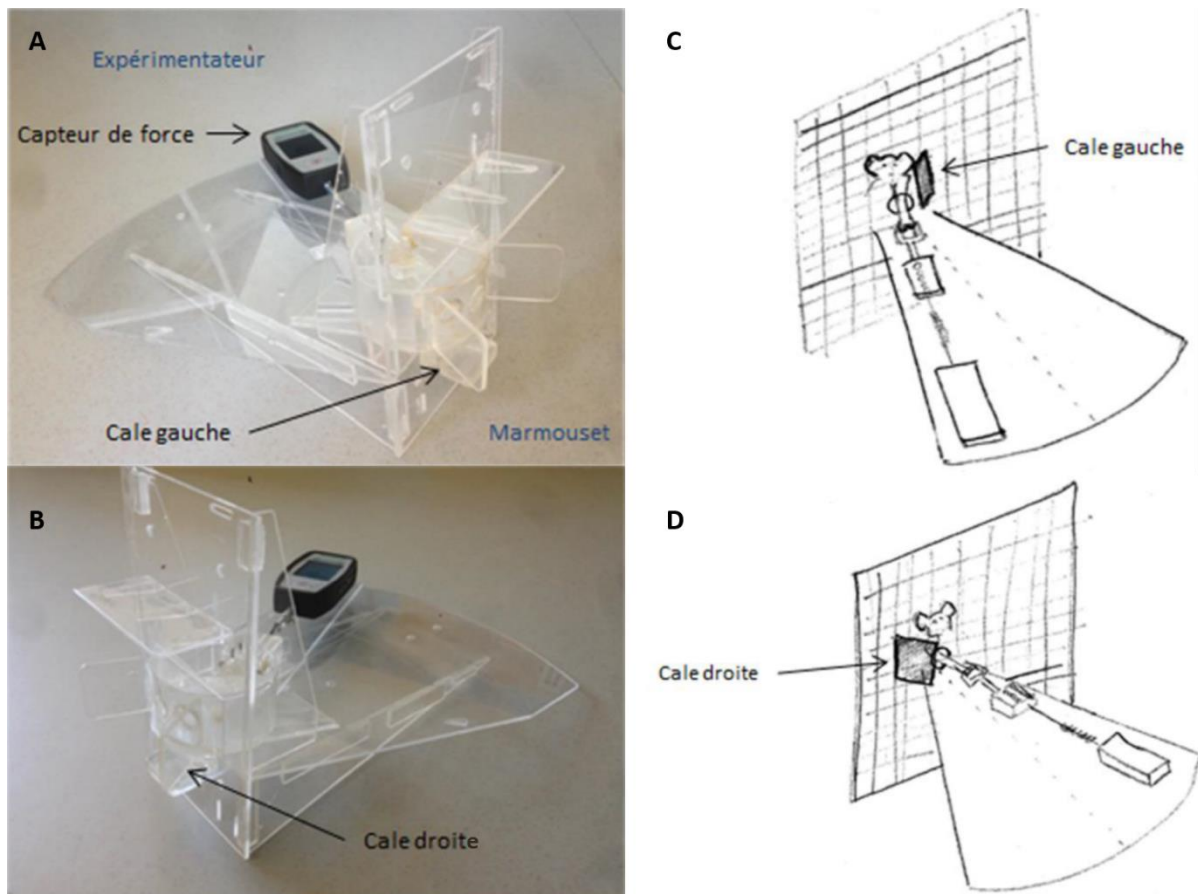 A
Expérimentateur
Capteur de force
Cale gauche
Marmouset
B
Cale droite
C
Cale gauche
D
Cale droite